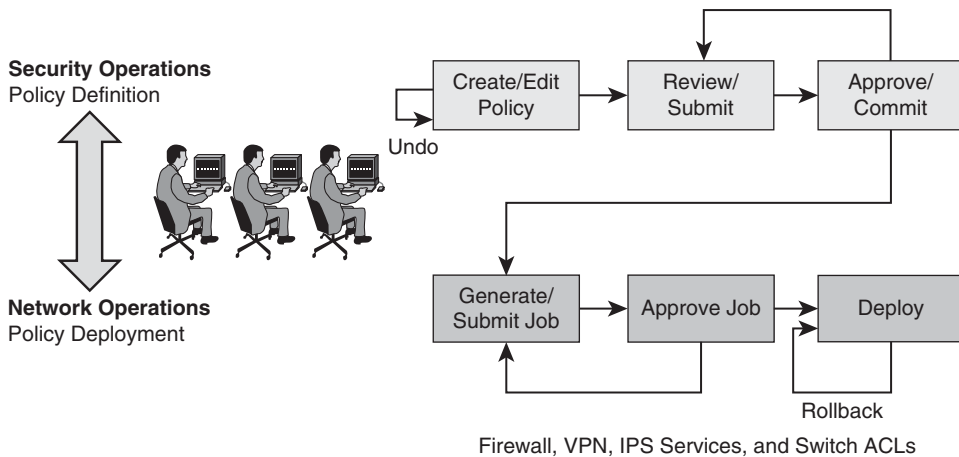 Security Operations
Policy Definition
Create/Edit
Policy
Review/
Submit
Approve/
Commit
Undo
Network Operations
Policy Deployment
Generate/
Submit Job
Approve Job
Deploy
Rollback
Firewall, VPN, IPS Services, and Switch ACLs